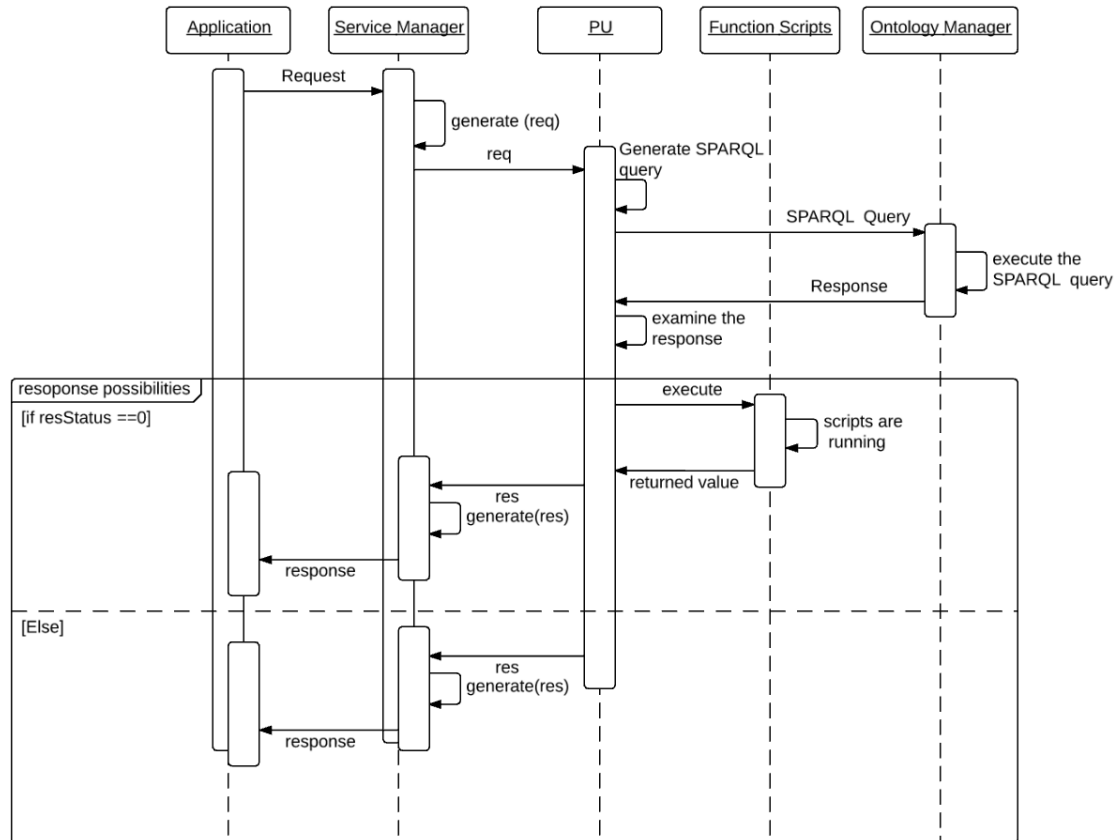 Application
Service Manager
PU
Function Scripts
Ontology Manager
Request
generate (req)
req
Generate SPARQL
query
SPARQL Query
execute the
SPARQL query
Response
examine the
response
resoponse possibilities
[if resStatus ==0]
execute
scripts are
running
returned value
res
generate(res)
response
[Else]
res
generate(res)
response